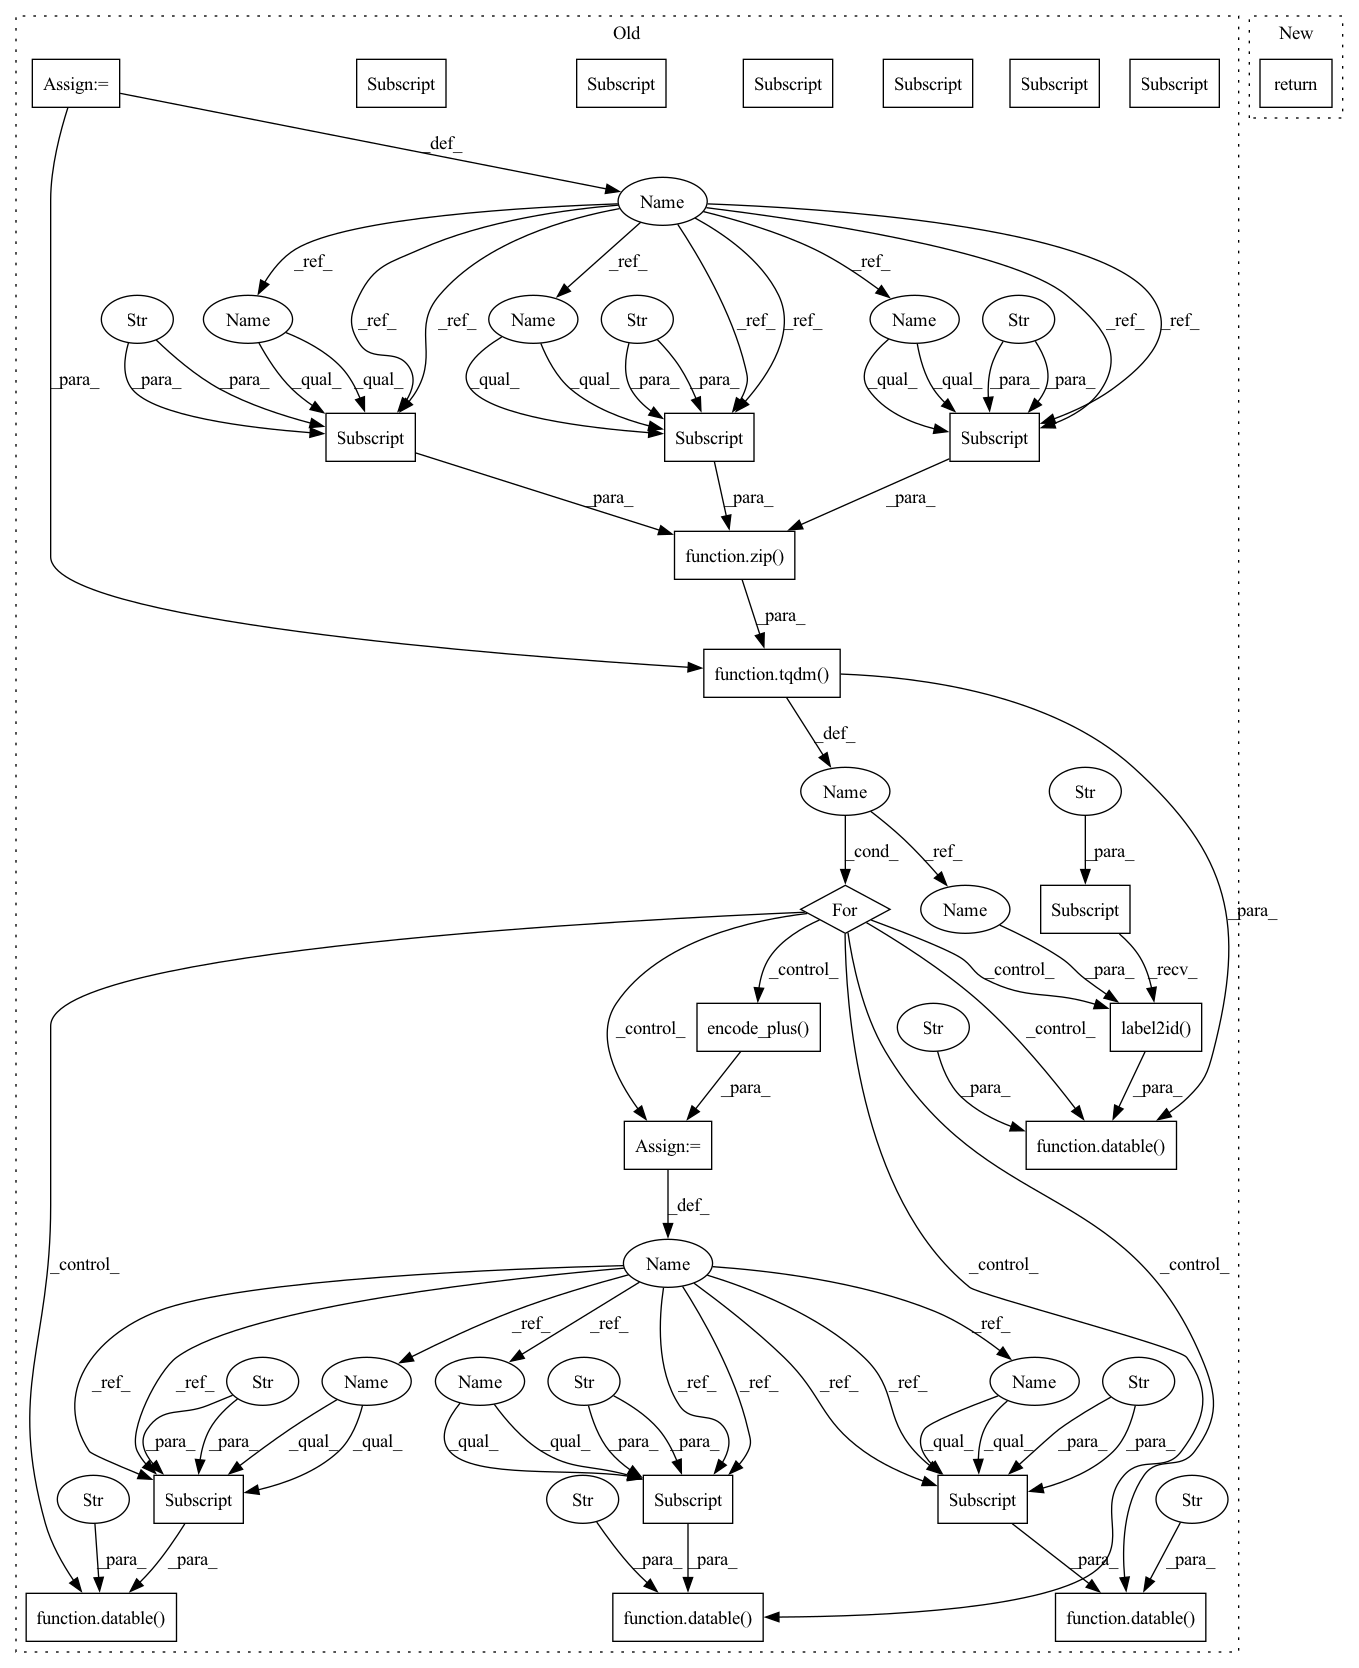 Old
New
Assign:=
Subscript
Subscript
Subscript
Subscript
Subscript
Subscript
return
_def_
Name
_ref_
_ref_
_ref_
Str
Name
_ref_
_ref_
Name
Str
_ref_
_ref_
Name
Str
_ref_
_ref_
_para_
_para_
_para_
_qual_
_qual_
_qual_
_qual_
_para_
_para_
_qual_
_qual_
_para_
_para_
Subscript
Subscript
Subscript
_para_
_para_
_para_
function.zip()
_para_
function.tqdm()
_def_
Name
Str
_cond_
_ref_
_para_
For
Name
Subscript
_para_
_control_
_control_
_para_
_recv_
_control_
encode_plus()
Str
_control_
label2id()
_para_
_para_
_para_
Assign:=
function.datable()
_def_
_control_
Name
_control_
_control_
_ref_
_ref_
_ref_
_ref_
_ref_
Str
Name
Name
Str
_ref_
_ref_
_ref_
_ref_
Name
Str
_para_
_para_
_qual_
_qual_
_qual_
_qual_
_para_
_para_
_qual_
_qual_
_para_
_para_
Str
Subscript
Str
Subscript
Subscript
Str
_para_
_para_
_para_
_para_
_para_
_para_
function.datable()
function.datable()
function.datable()